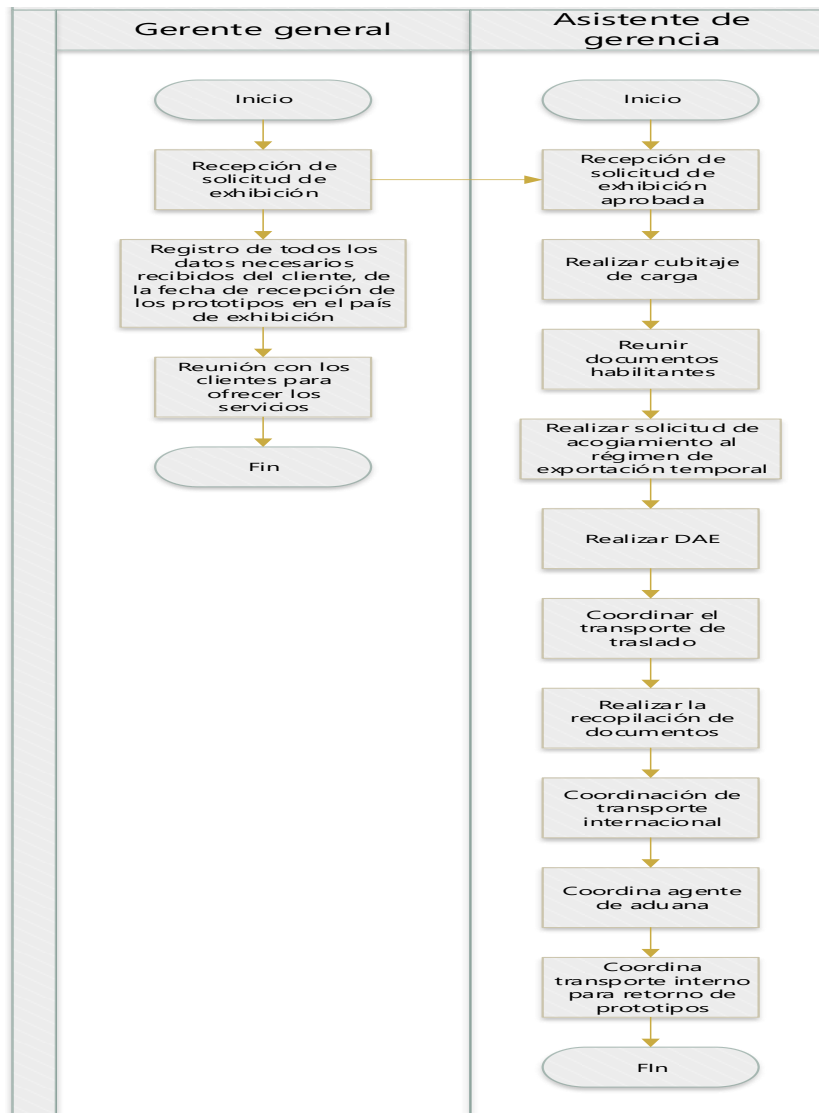 Gerente general
Asistente de
gerencia
Inicio
Recepción de
solicitud de
exhibición
Registro de todos los
datos necesarios
recibidos del cliente, de
la fecha de recepción de
los prototipos en el país
de exhibición
Reunión con los
clientes para
ofrecer los
servicios
Fin
Inicio
Recepción de
solicitud de
exhibición
aprobada
Realizar cubitaje
de carga
Reunir
documentos
habilitantes
Realizar solicitud de
acogiamiento al
régimen de
exportación temporal
Realizar DAE
Coordinar el
transporte de
traslado
Realizar la
recopilación de
documentos
Coordinación de
transporte
internacional
Coordina agente
de aduana
Coordina
transporte interno
para retorno de
prototipos
FIn